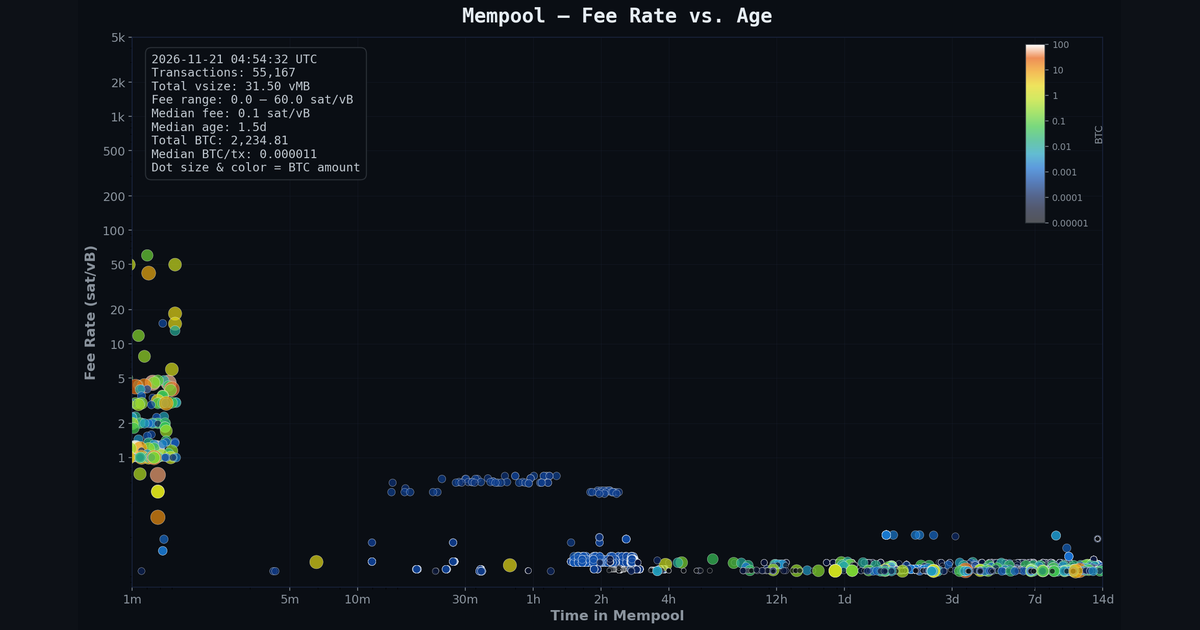 Mempool — Fee Rate vs. Age
2026-11-21 04:54:32 UTC
Transactions: 55,167
Total vsize: 31.50 vMB
Fee range: 0.0 — 60.0 sat/vB
Median fee: 0.1 sat/vB
Median age: 1.5d
Total BTC: 2,234.81
Median BTC/tx: 0.000011
Dot size & color = BTC amount
100
10
1
0.1
0.01
0.001
0.0001
0.00001
BTC
Fee Rate (sat/vB)
5k
2k
1k
500
200
100
50
20
10
5
2
1
1m 5m 10m 30m 1h 2h 4h 12h 1d 3d 7d 14d
Time in Mempool